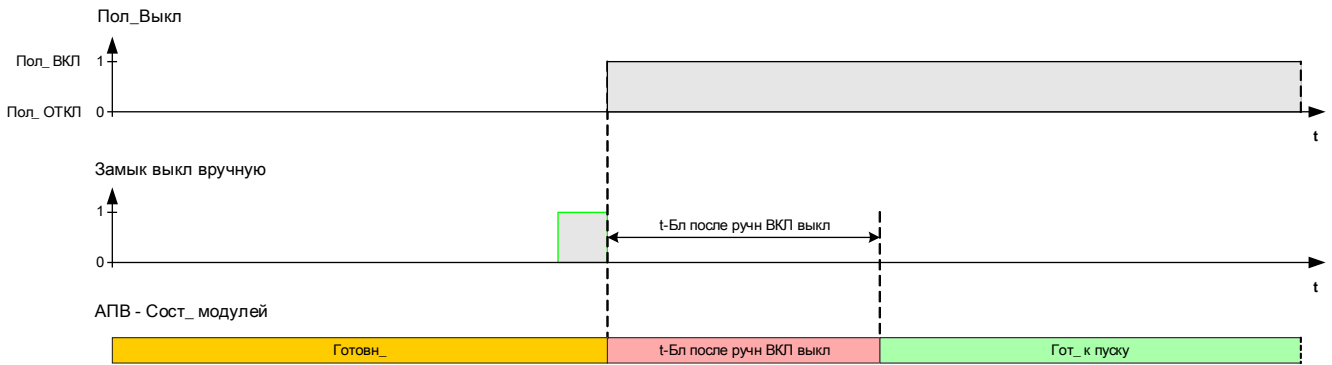 Пол_Выкл
Пол_ ВКЛ 1
Пол_ ОТКЛ 0
t
Замык выкл вручную
1
t-Бл после ручн ВКЛ выкл
0
t
АПВ - Сост_ модулей
Готовн_ t-Бл после ручн ВКЛ выкл Гот_ к пуску